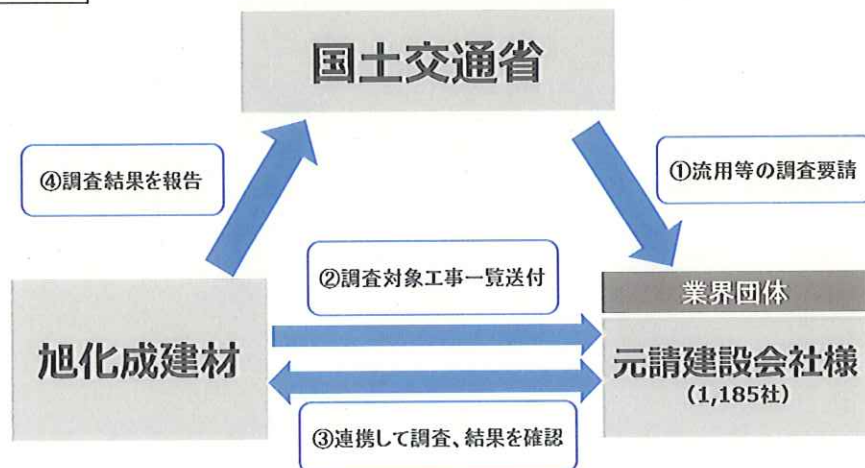 国土交通省
④調査結果を報告
①流用等の調査要請
②調査対象工事一覧送付
業界団体
旭化成建材
元請建設会社様
(1,185社)
③連携して調査、結果を確認